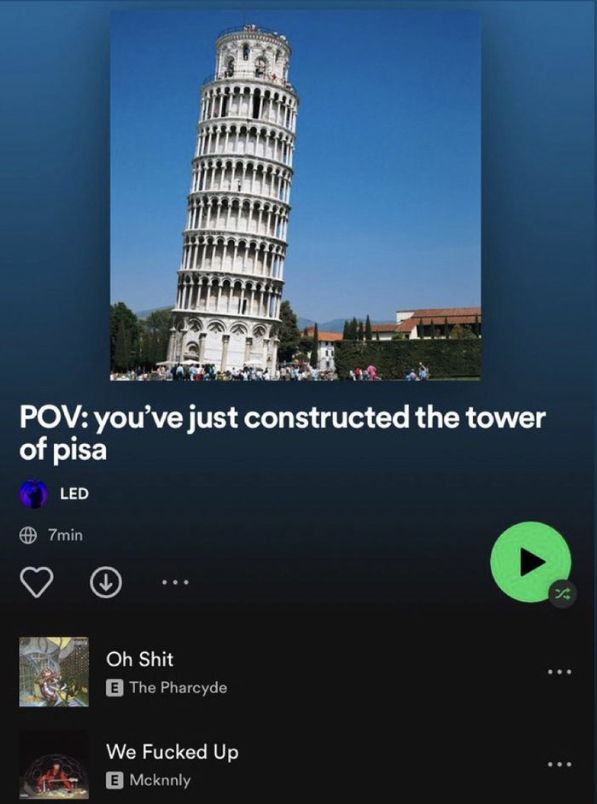 POV: you've just constructed the tower
of pisa
LED
7min
Oh Shit
E The Pharcyde
We Fucked Up
E Mcknnly